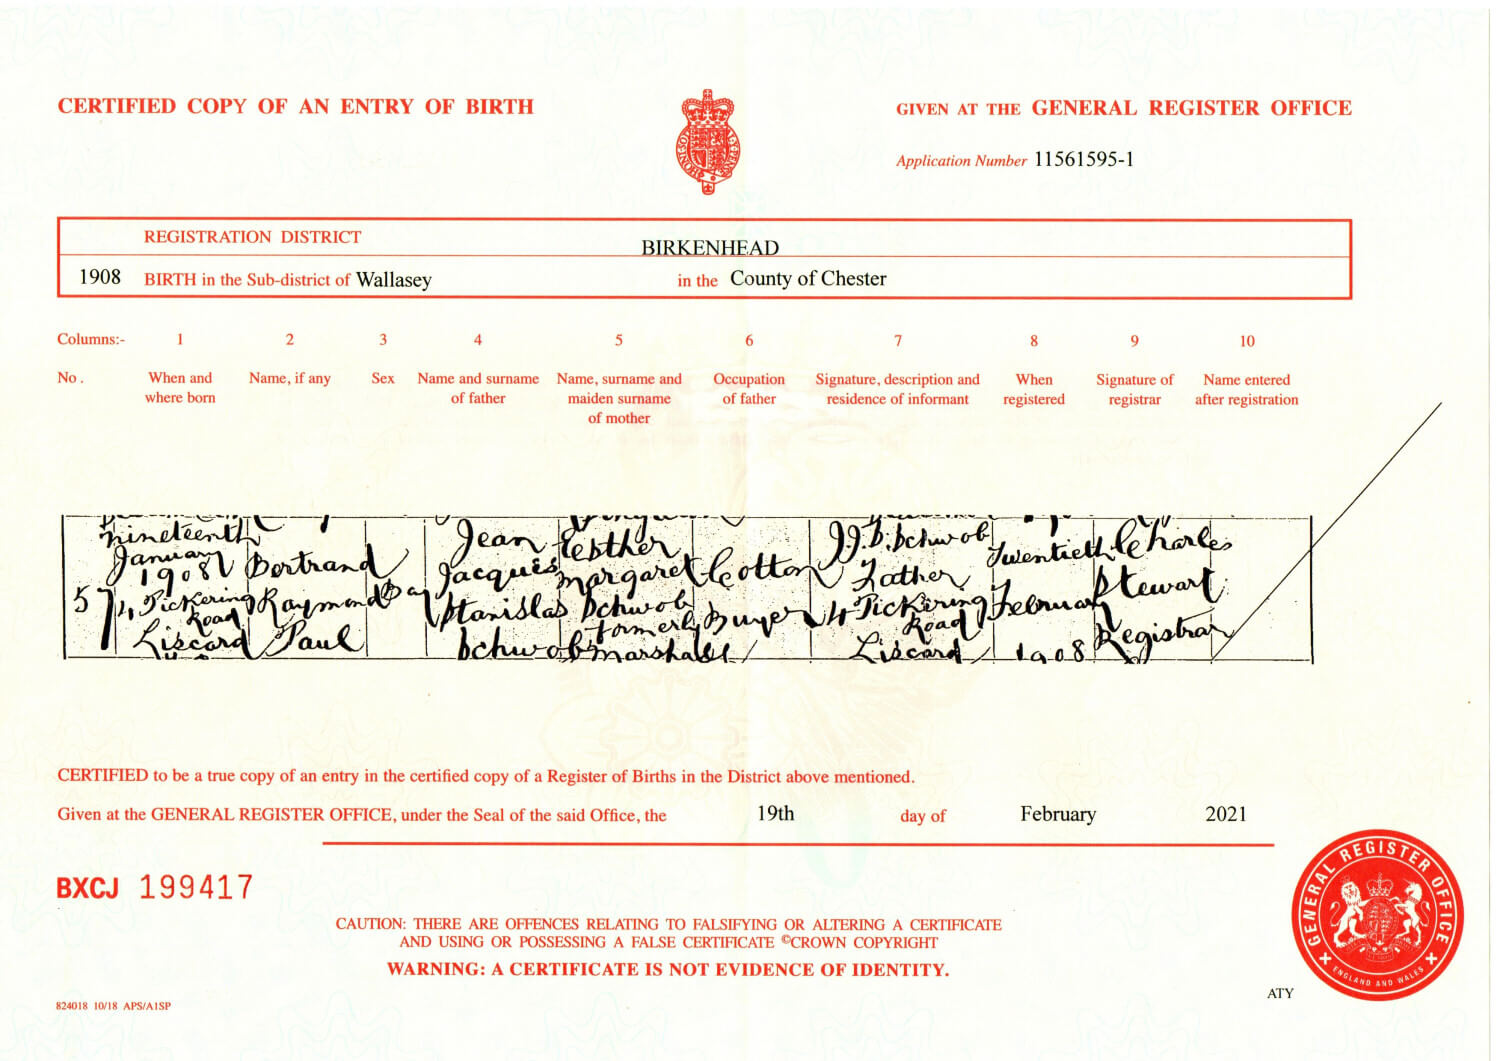 CERTIFIED COPY OF AN ENTRY OF BIRTH
GIVEN AT THE GENERAL REGISTER OFFICE
Application Number 11561595-1
REGISTRATION DISTRICT BIRKENHEAD
1908 BIRTH in the Sub-district of Wallasey in the County of Chester
Columns:- 1 2 3 4 5 6 7 8 9 10
No. When and where born
Name, if any
Sex
Name and surname of father
Name, surname and maiden surname of mother
Occupation of father
Signature, description and residence of informant
When registered
Signature of registrar
Name entered after registration
57
nineteenth
January
1908
4 Pickering
Road
Liscard
Bertrand
Raymond
Paul
Boy
Jean
Jacques
Stanislas
Schwob
Esther
Margaret
Schwob
formerly
Marshall
Cotton
Buyer
J.J.S. Schwob
Father
4 Pickering
Road
Liscard
Twentieth
February
1908
Charles
Stewart
Registrar
CERTIFIED to be a true copy of an entry in the certified copy of a Register of Births in the District above mentioned.
Given at the GENERAL REGISTER OFFICE, under the Seal of the said Office, the 19th day of February 2021
BXCJ 199417
CAUTION: THERE ARE OFFENCES RELATING TO FALSIFYING OR ALTERING A CERTIFICATE
AND USING OR POSSESSING A FALSE CERTIFICATE ©CROWN COPYRIGHT
WARNING: A CERTIFICATE IS NOT EVIDENCE OF IDENTITY.
824018 10/18 APS/A1SP
ATY
GENERAL REGISTER OFFICE
ENGLAND AND WALES